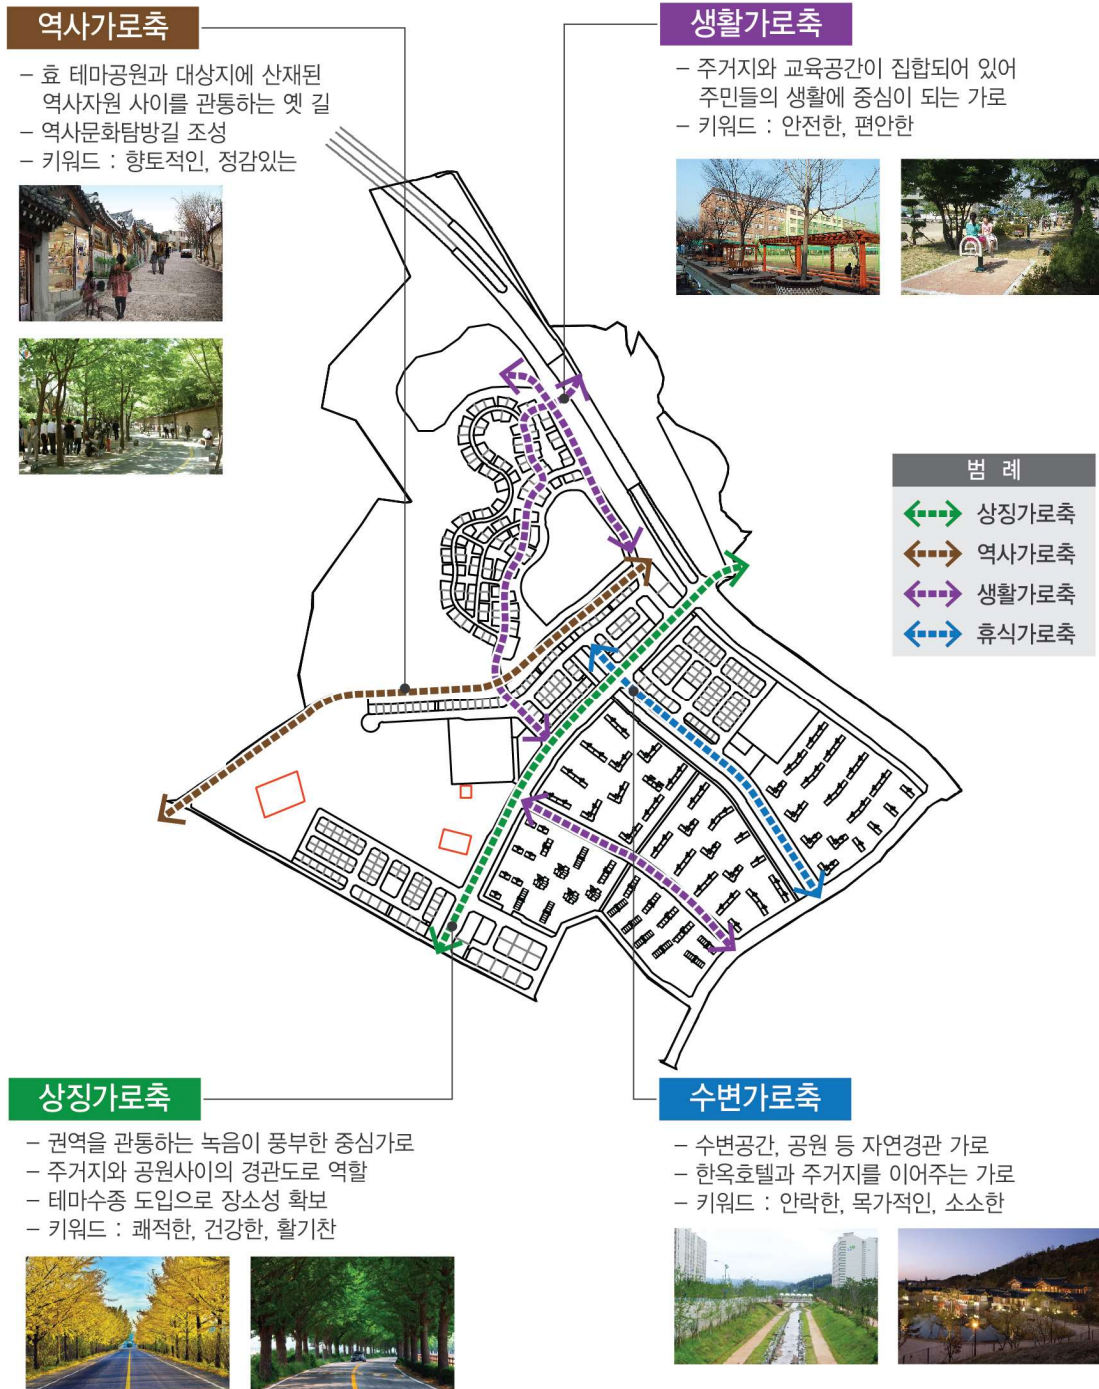 역사가로축
– 효 테마공원과 대상지에 산재된
역사자원 사이를 관통하는 옛 길
– 역사문화탐방길 조성
– 키워드 : 향토적인, 정감있는
생활가로축
– 주거지와 교육공간이 집합되어 있어
주민들의 생활에 중심이 되는 가로
– 키워드 : 안전한, 편안한
범 례
상징가로축
역사가로축
생활가로축
휴식가로축
상징가로축
– 권역을 관통하는 녹음이 풍부한 중심가로
– 주거지와 공원사이의 경관도로 역할
– 테마수종 도입으로 장소성 확보
– 키워드 : 쾌적한, 건강한, 활기찬
수변가로축
– 수변공간, 공원 등 자연경관 가로
– 한옥호텔과 주거지를 이어주는 가로
– 키워드 : 안락한, 목가적인, 소소한